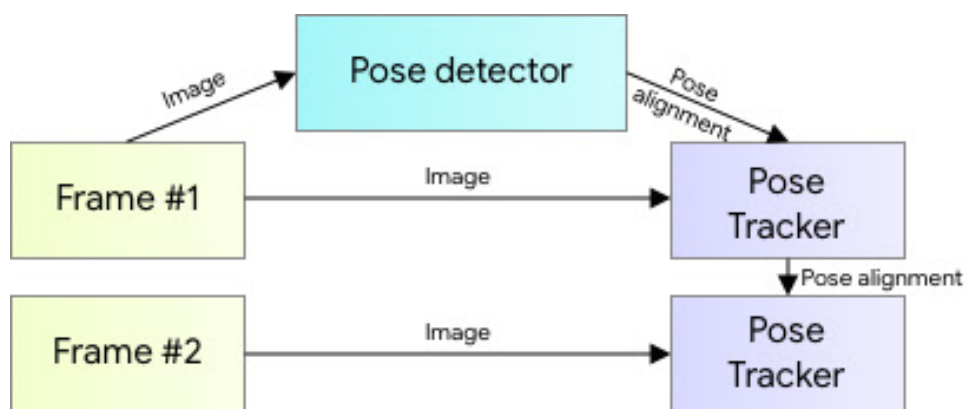 Pose detector
Image
Pose
alignment
Frame #1
Image
Pose
Tracker
Pose alignment
Frame #2
Image
Pose
Tracker